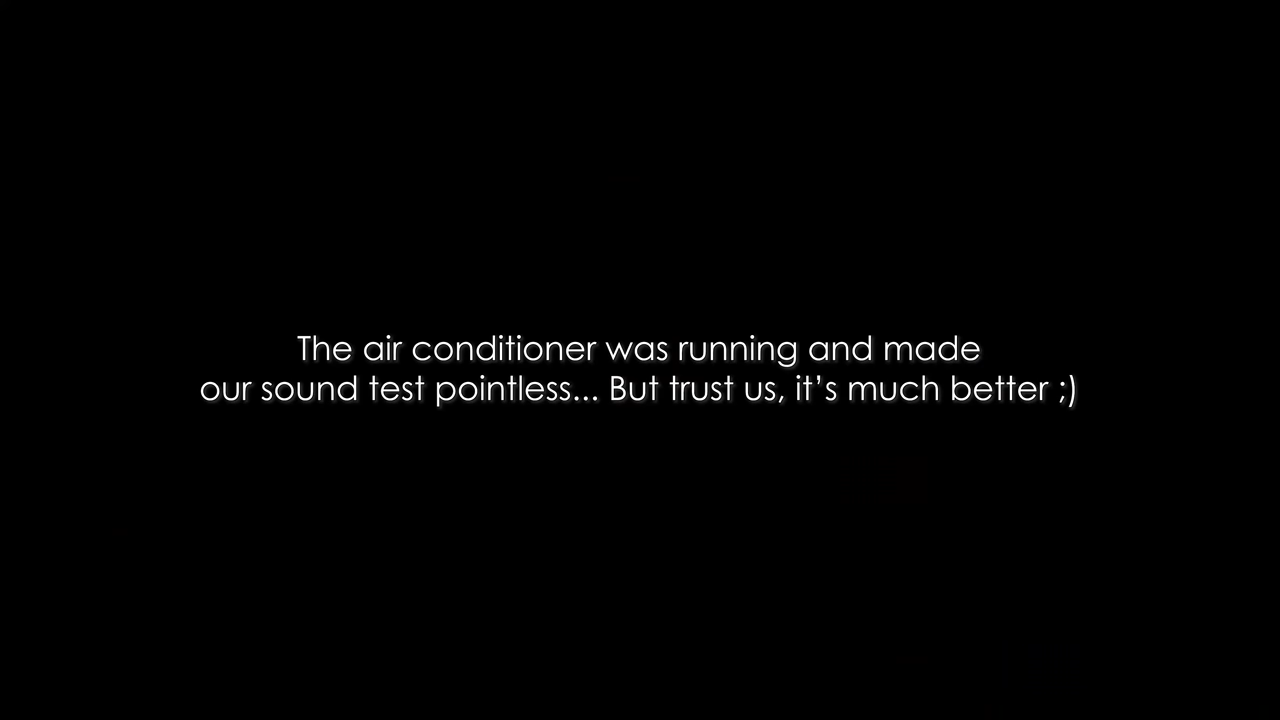 The air conditioner was running and made
our sound test pointless... But trust us, it’s much better ;)